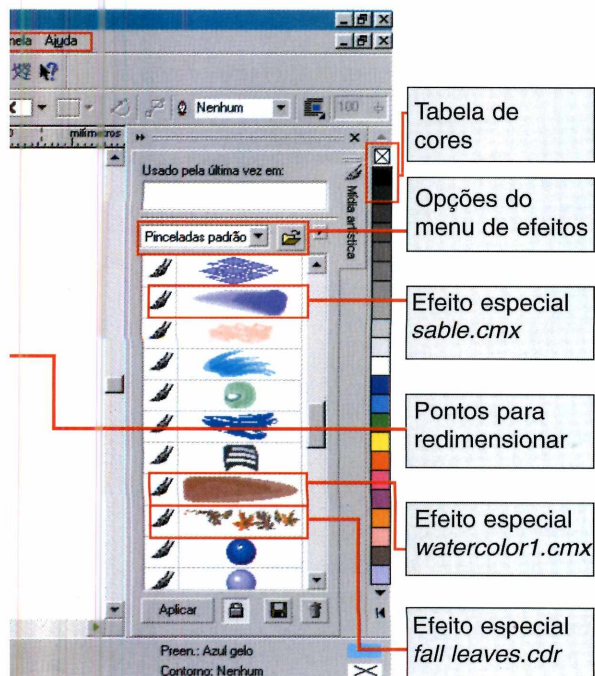 nela Ajuda
Nenhum
100
milímetros
Usado pela última vez em:
Mídia artística
Pinceladas padrão
Aplicar
Preen.: Azul gelo
Contorno: Nenhum
Tabela de
cores
Opções do
menu de efeitos
Efeito especial
sable.cmx
Pontos para
redimensionar
Efeito especial
watercolor1.cmx
Efeito especial
fall leaves.cdr